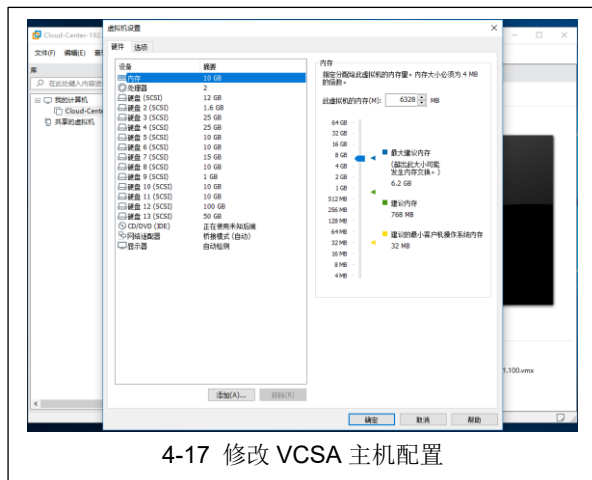 Cloud-Center-192.
虚拟机设置
文件(F) 编辑(E) 查
硬件 选项
库
在此处键入内容进
我的计算机
Cloud-Cente
共享的虚拟机
设备 摘要
内存 10 GB
处理器 2
硬盘 (SCSI) 12 GB
硬盘 2 (SCSI) 1.6 GB
硬盘 3 (SCSI) 25 GB
硬盘 4 (SCSI) 25 GB
硬盘 5 (SCSI) 10 GB
硬盘 6 (SCSI) 10 GB
硬盘 7 (SCSI) 15 GB
硬盘 8 (SCSI) 10 GB
硬盘 9 (SCSI) 1 GB
硬盘 10 (SCSI) 10 GB
硬盘 11 (SCSI) 10 GB
硬盘 12 (SCSI) 100 GB
硬盘 13 (SCSI) 50 GB
CD/DVD (IDE) 正在使用未知后端
网络适配器 桥接模式 (自动)
显示器 自动检测
内存
指定分配给此虚拟机的内存量。内存大小必须为 4 MB
的倍数。
此虚拟机的内存(M): 6328 MB
64 GB
32 GB
16 GB
8 GB
4 GB
2 GB
1 GB
512 MB
256 MB
128 MB
64 MB
32 MB
16 MB
8 MB
4 MB
最大建议内存
(超出此大小可能
发生内存交换。)
6.2 GB
建议内存
768 MB
建议的最小客户机操作系统内存
32 MB
1.100.vmx
添加(A)... 移除(R)
确定 取消 帮助
4-17 修改 VCSA 主机配置